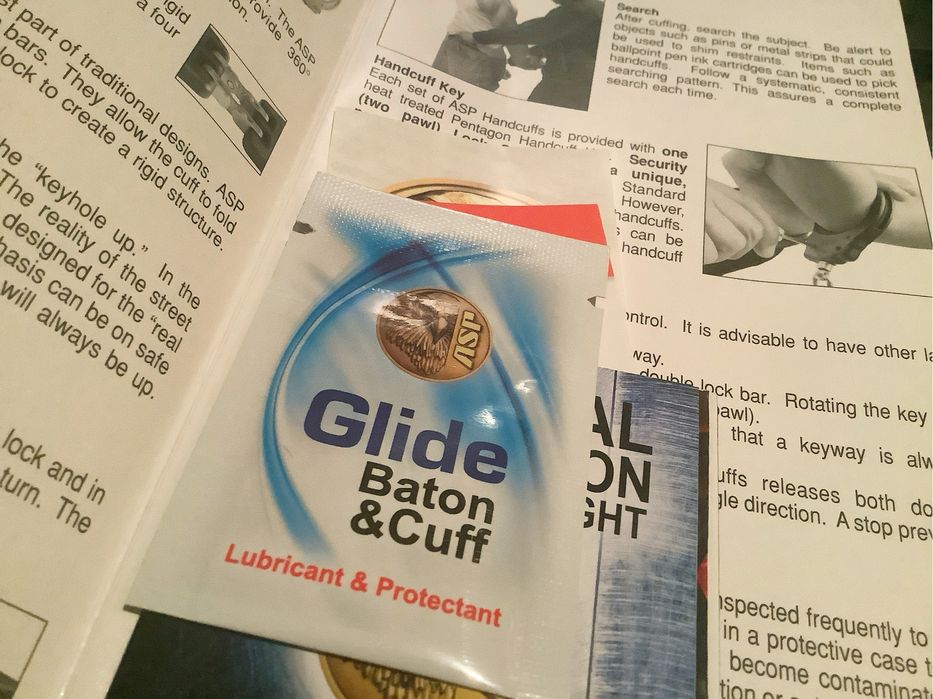 . The ASP
rovide 360°
tion.
rigid
a four
st part of traditional designs. ASP
bars. They allow the cuff to fold
lock to create a rigid structure.
he "keyhole up." In the
The reality of the street
designed for the "real
hasis can be on safe
will always be up.
lock and in
turn. The
Search
After cuffing, search the subject. Be alert to
objects such as pins or metal strips that could
be used to shim restraints. Items such as
ballpoint pen ink cartridges can be used to pick
handcuffs. Follow a systematic, consistent
searching pattern. This assures a complete
search each time.
Handcuff Key
Each set of ASP Handcuffs is provided with one
heat treated Pentagon Handcuff
Security
(two pawl)
a unique,
Standard
However,
handcuffs.
s can be
handcuff
ntrol. It is advisable to have other la
way.
double lock bar. Rotating the key
pawl).
that a keyway is alw
uffs releases both do
gle direction. A stop prev
nspected frequently to
in a protective case t
become contaminat
tion or
ASP
Glide
Baton
&Cuff
Lubricant & Protectant
AL
ON
GHT